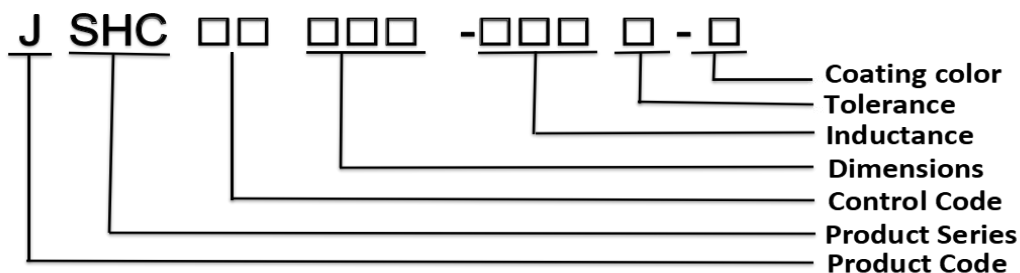 J SHC □□ □□□ -□□□ □ - □
Coating color
Tolerance
Inductance
Dimensions
Control Code
Product Series
Product Code